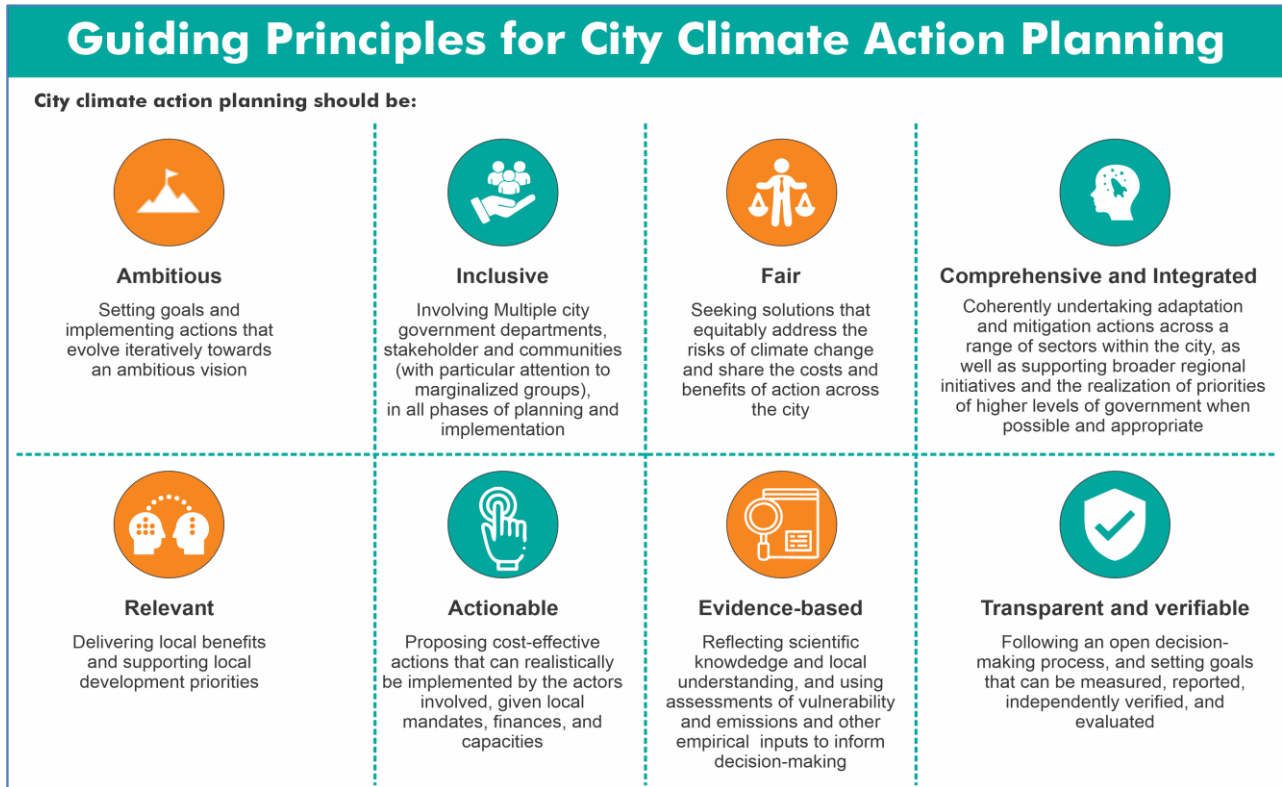 Guiding Principles for City Climate Action Planning
City climate action planning should be:
Ambitious
Setting goals and
implementing actions that
evolve iteratively towards
an ambitious vision
Inclusive
Involving Multiple city
government departments,
stakeholder and communities
(with particular attention to
marginalized groups),
in all phases of planning and
implementation
Fair
Seeking solutions that
equitably address the
risks of climate change
and share the costs and
benefits of action across
the city
Comprehensive and Integrated
Coherently undertaking adaptation
and mitigation actions across a
range of sectors within the city, as
well as supporting broader regional
initiatives and the realization of priorities
of higher levels of government when
possible and appropriate
Relevant
Delivering local benefits
and supporting local
development priorities
Actionable
Proposing cost-effective
actions that can realistically
be implemented by the actors
involved, given local
mandates, finances, and
capacities
Evidence-based
Reflecting scientific
knowdedge and local
understanding, and using
assessments of vulnerability
and emissions and other
empirical inputs to inform
decision-making
Transparent and verifiable
Following an open decision-
making process, and setting goals
that can be measured, reported,
independently verified, and
evaluated